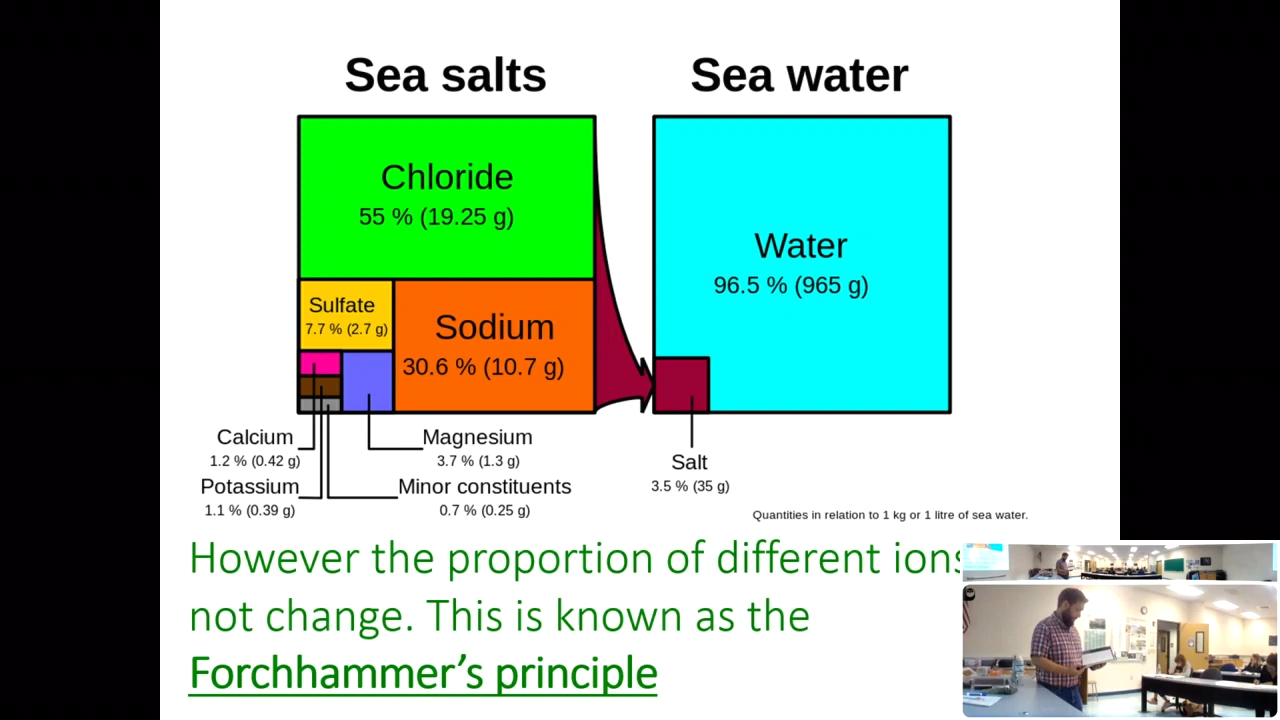 Sea salts
Sea water
Chloride
55 % (19.25 g)
Sulfate
7.7 % (2.7 g)
Sodium
30.6 % (10.7 g)
Water
96.5 % (965 g)
Calcium
1.2 % (0.42 g)
Magnesium
3.7 % (1.3 g)
Potassium
1.1 % (0.39 g)
Minor constituents
0.7 % (0.25 g)
Salt
3.5 % (35 g)
Quantities in relation to 1 kg or 1 litre of sea water.
However the proportion of different ions
not change. This is known as the
Forchhammer’s principle